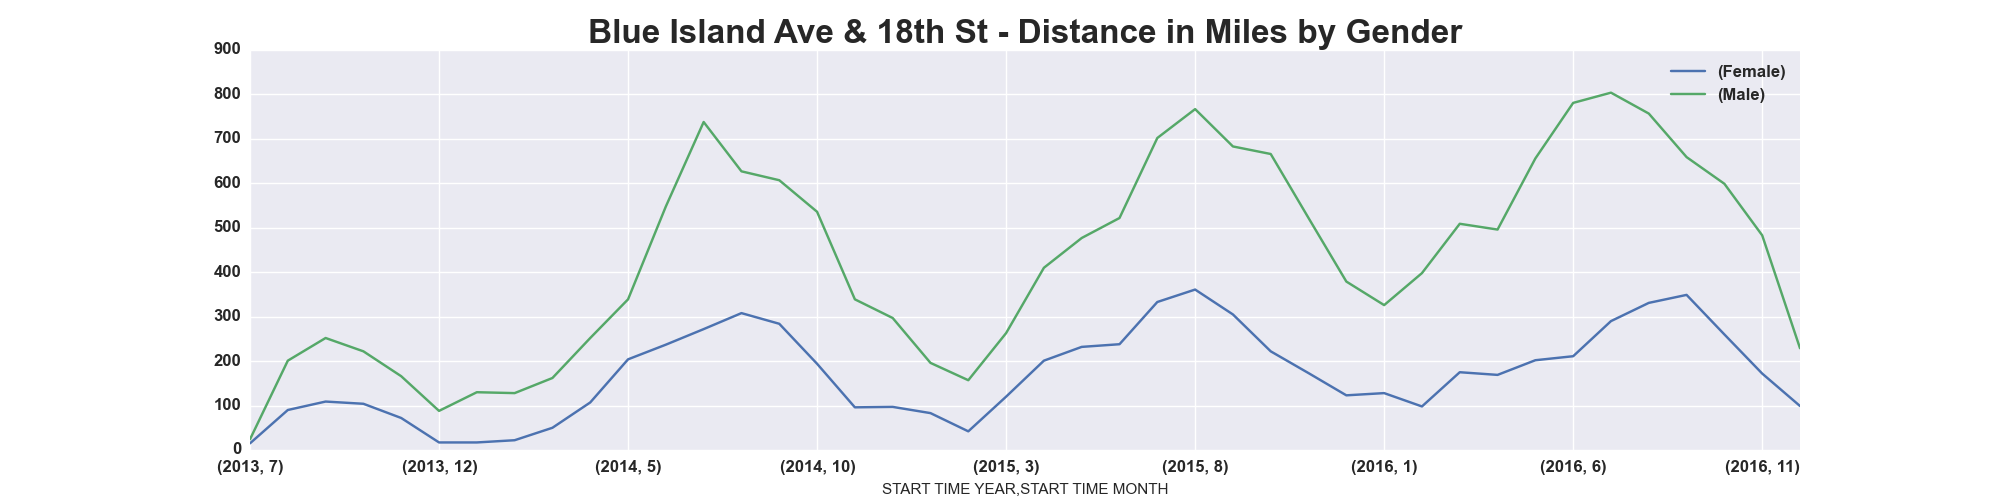 Blue Island Ave & 18th St - Distance in Miles by Gender
900
800
700
600
500
400
300
200
100
0
(Female)
(Male)
(2013, 7) (2013, 12) (2014, 5) (2014, 10) (2015, 3) (2015, 8) (2016, 1) (2016, 6) (2016, 11)
START TIME YEAR,START TIME MONTH